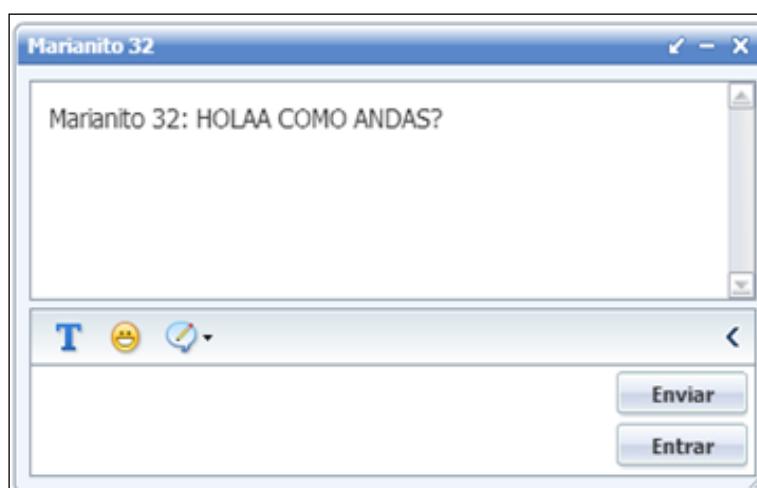 Marianito 32
Marianito 32: HOLAA COMO ANDAS?
T
Enviar
Entrar